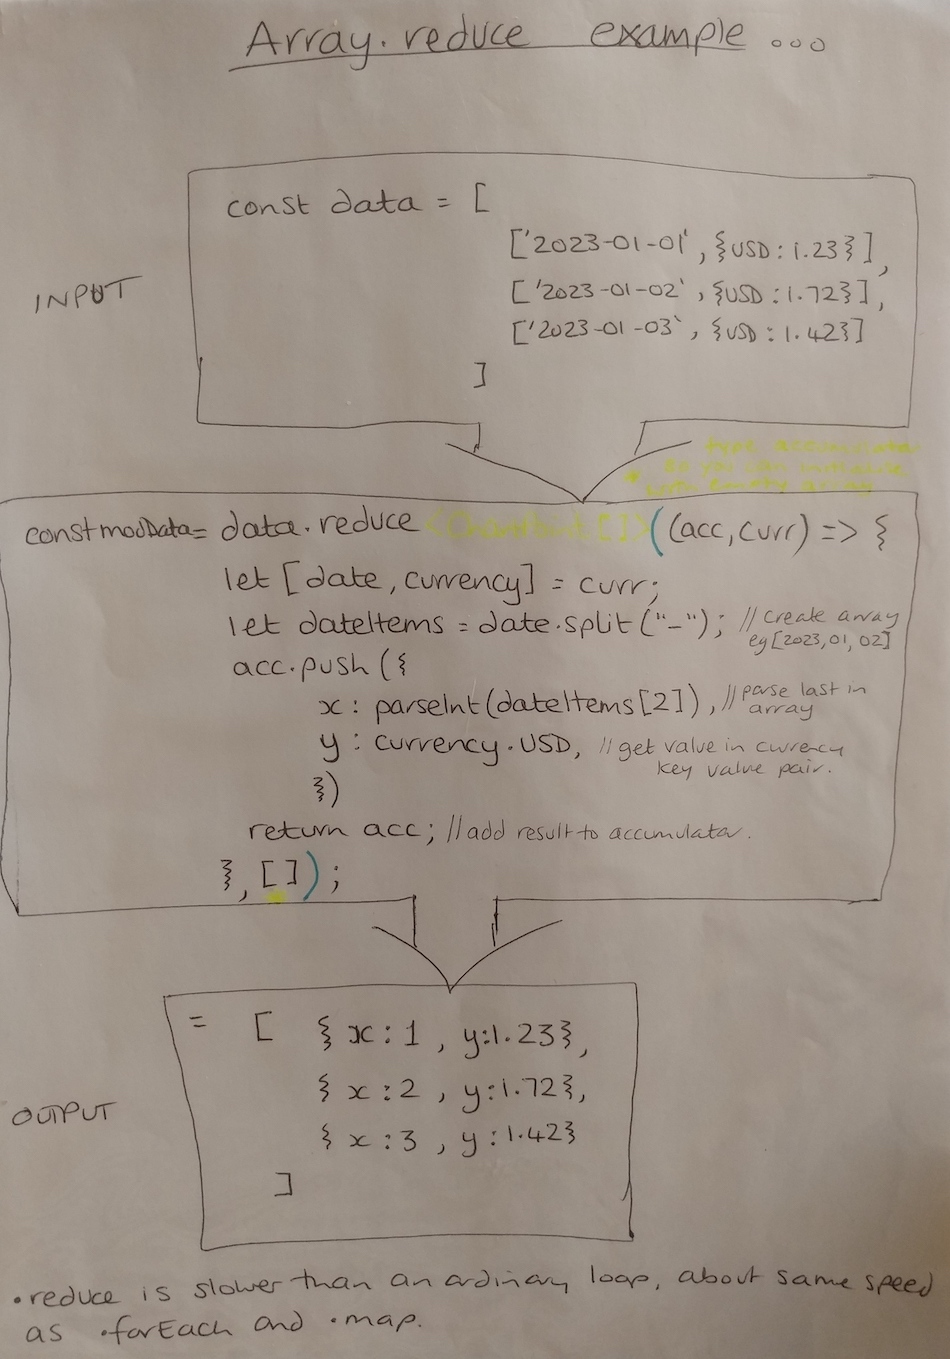 Array.reduce example ...
INPUT
const data = [
['2023-01-01', {USD: 1.23}],
['2023-01-02', {USD: 1.72}],
['2023-01-03`, {USD: 1.42}]
]
* type accumulator
so you can initialise
with empty array
const modData = data.reduce <ChartPoint[]>((acc, curr) => {
let [date, currency] = curr;
let dateItems = date.split("-"); // create array
eg [2023, 01, 02]
acc.push({
x: parseInt(dateItems[2]), // parse last in
array
y: currency.USD, // get value in currency
key value pair.
})
return acc; // add result to accumulator.
}, []);
OUTPUT
= [ { x: 1, y: 1.23},
{ x: 2, y: 1.72},
{ x: 3, y: 1.42}
]
.reduce is slower than an ordinary loop, about same speed
as .forEach and .map.